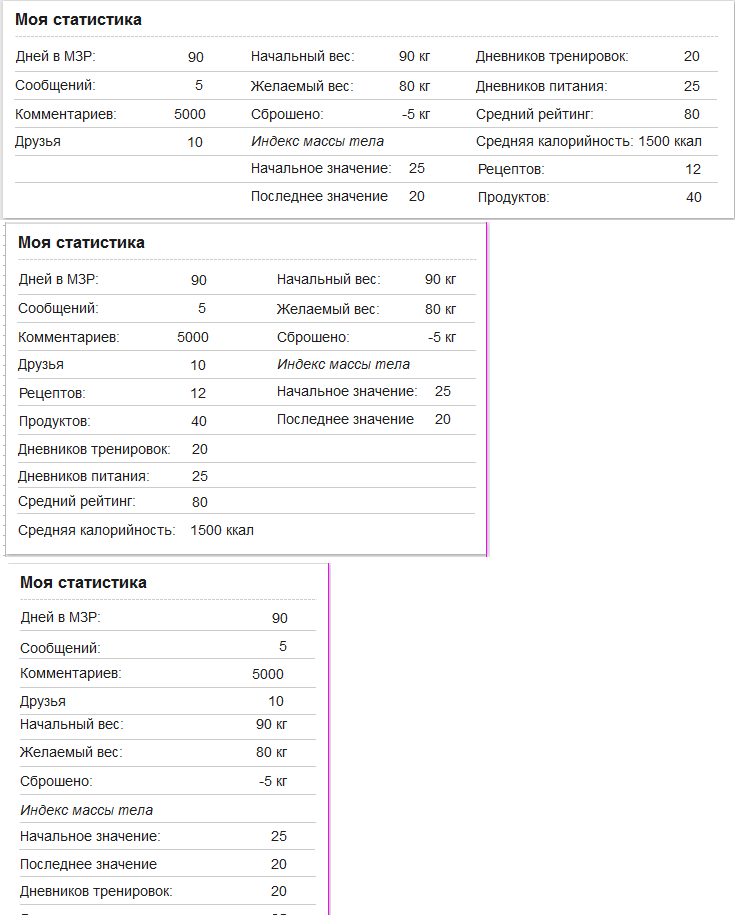 Моя статистика
Дней в МЗР: 90 Начальный вес: 90 кг Дневников тренировок: 20
Сообщений: 5 Желаемый вес: 80 кг Дневников питания: 25
Комментариев: 5000 Сброшено: -5 кг Средний рейтинг: 80
Друзья 10 Индекс массы тела Средняя калорийность: 1500 ккал
Начальное значение: 25 Рецептов: 12
Последнее значение 20 Продуктов: 40
Моя статистика
Дней в МЗР: 90 Начальный вес: 90 кг
Сообщений: 5 Желаемый вес: 80 кг
Комментариев: 5000 Сброшено: -5 кг
Друзья 10 Индекс массы тела
Рецептов: 12 Начальное значение: 25
Продуктов: 40 Последнее значение 20
Дневников тренировок: 20
Дневников питания: 25
Средний рейтинг: 80
Средняя калорийность: 1500 ккал
Моя статистика
Дней в МЗР: 90
Сообщений: 5
Комментариев: 5000
Друзья 10
Начальный вес: 90 кг
Желаемый вес: 80 кг
Сброшено: -5 кг
Индекс массы тела
Начальное значение: 25
Последнее значение 20
Дневников тренировок: 20